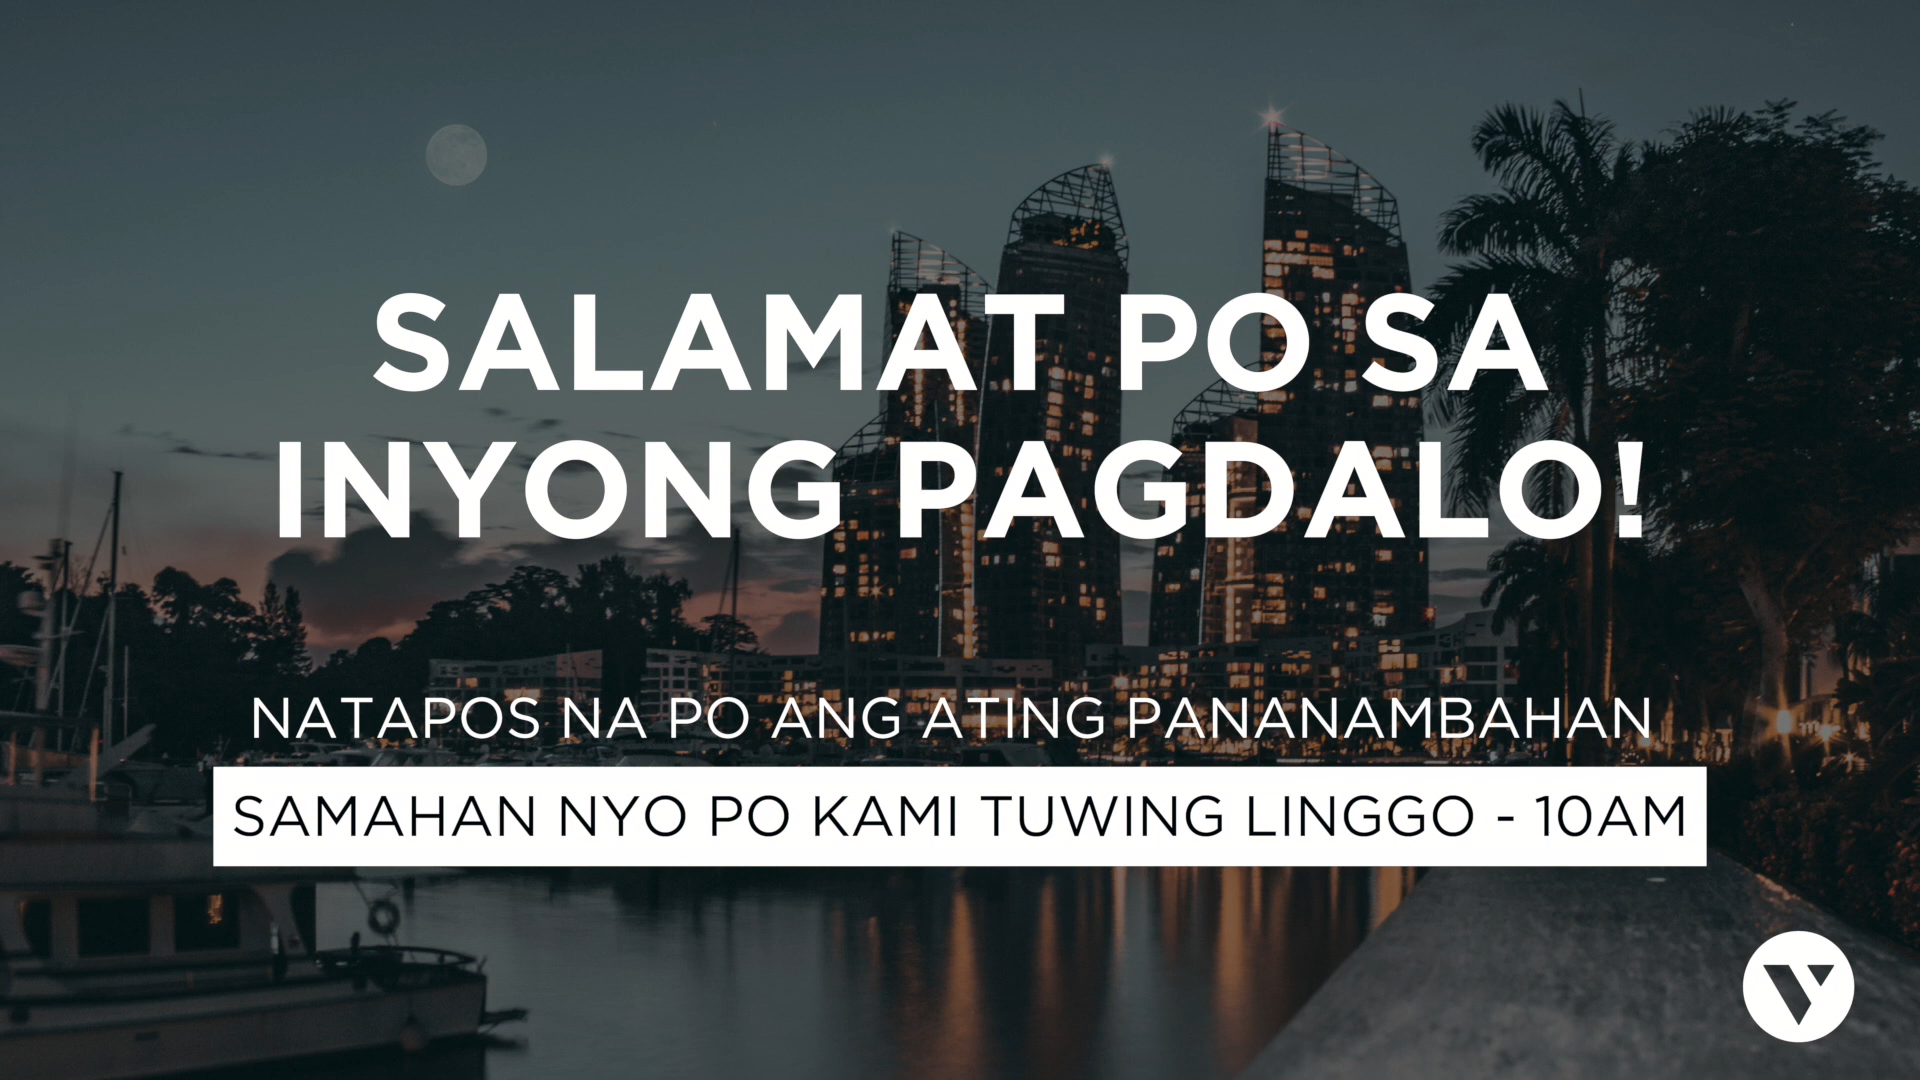 SALAMAT PO SA
INYONG PAGDALO!
NATAPOS NA PO ANG ATING PANANAMBAHAN
SAMAHAN NYO PO KAMI TUWING LINGGO - 10AM